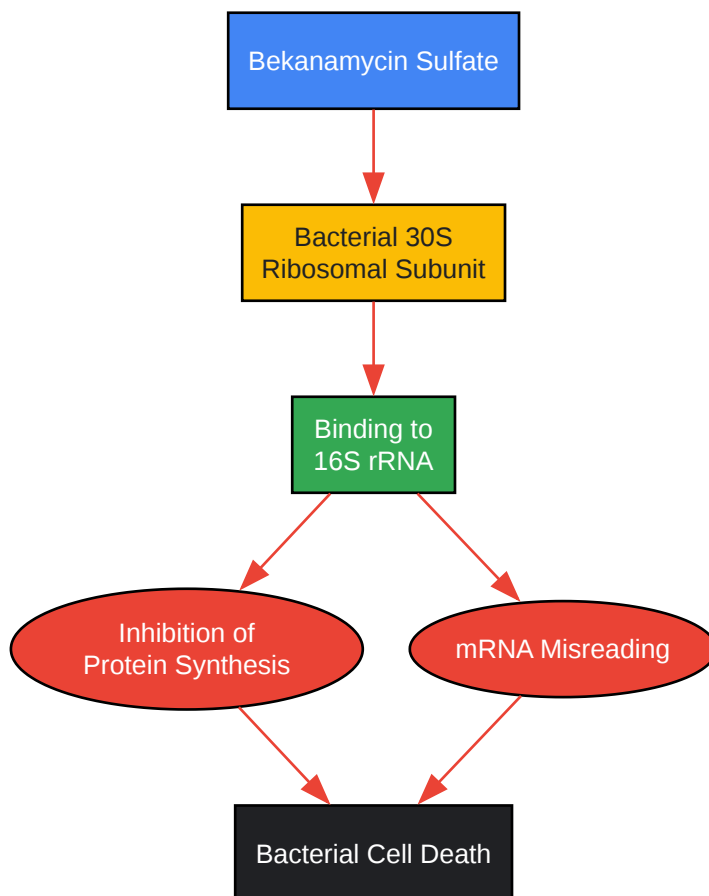 Bekanamycin Sulfate
Bacterial 30S
Ribosomal Subunit
Binding to
16S rRNA
Inhibition of
Protein Synthesis
mRNA Misreading
Bacterial Cell Death